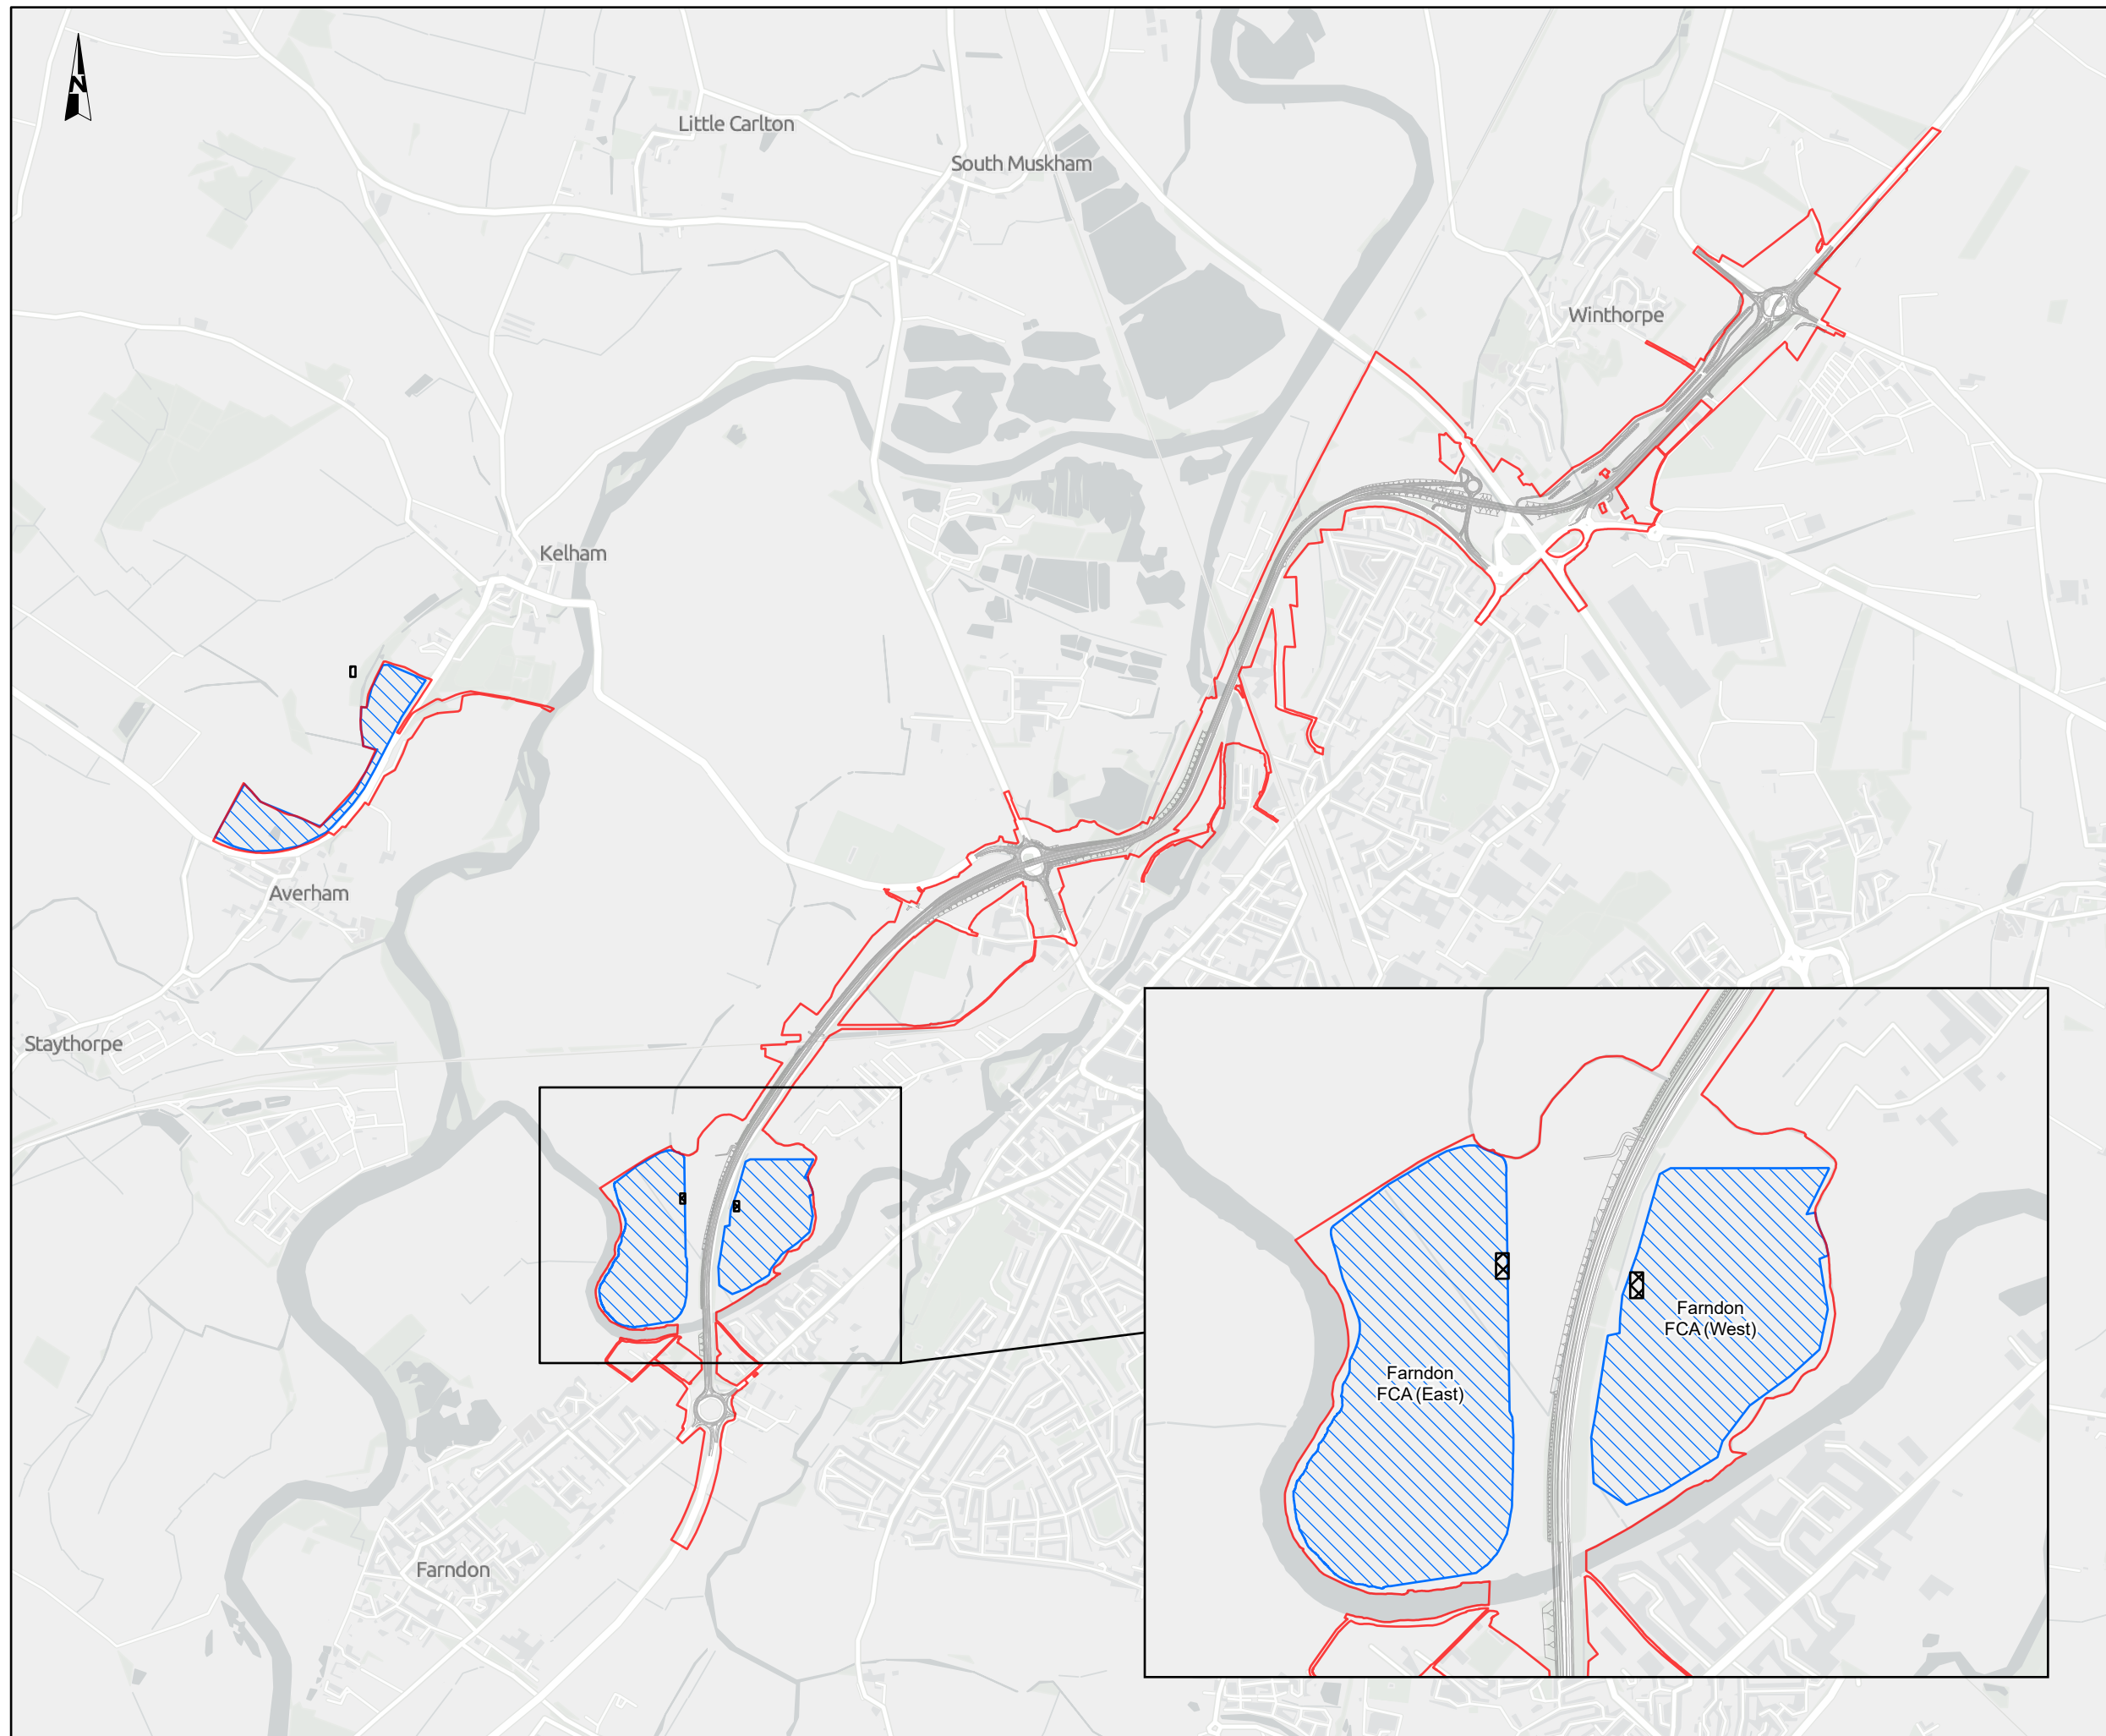 N
Little Carlton
South Muskham
Winthorpe
Kelham
Averham
Staythorpe
Farndon
FCA (West)
Farndon
FCA (East)
Farndon